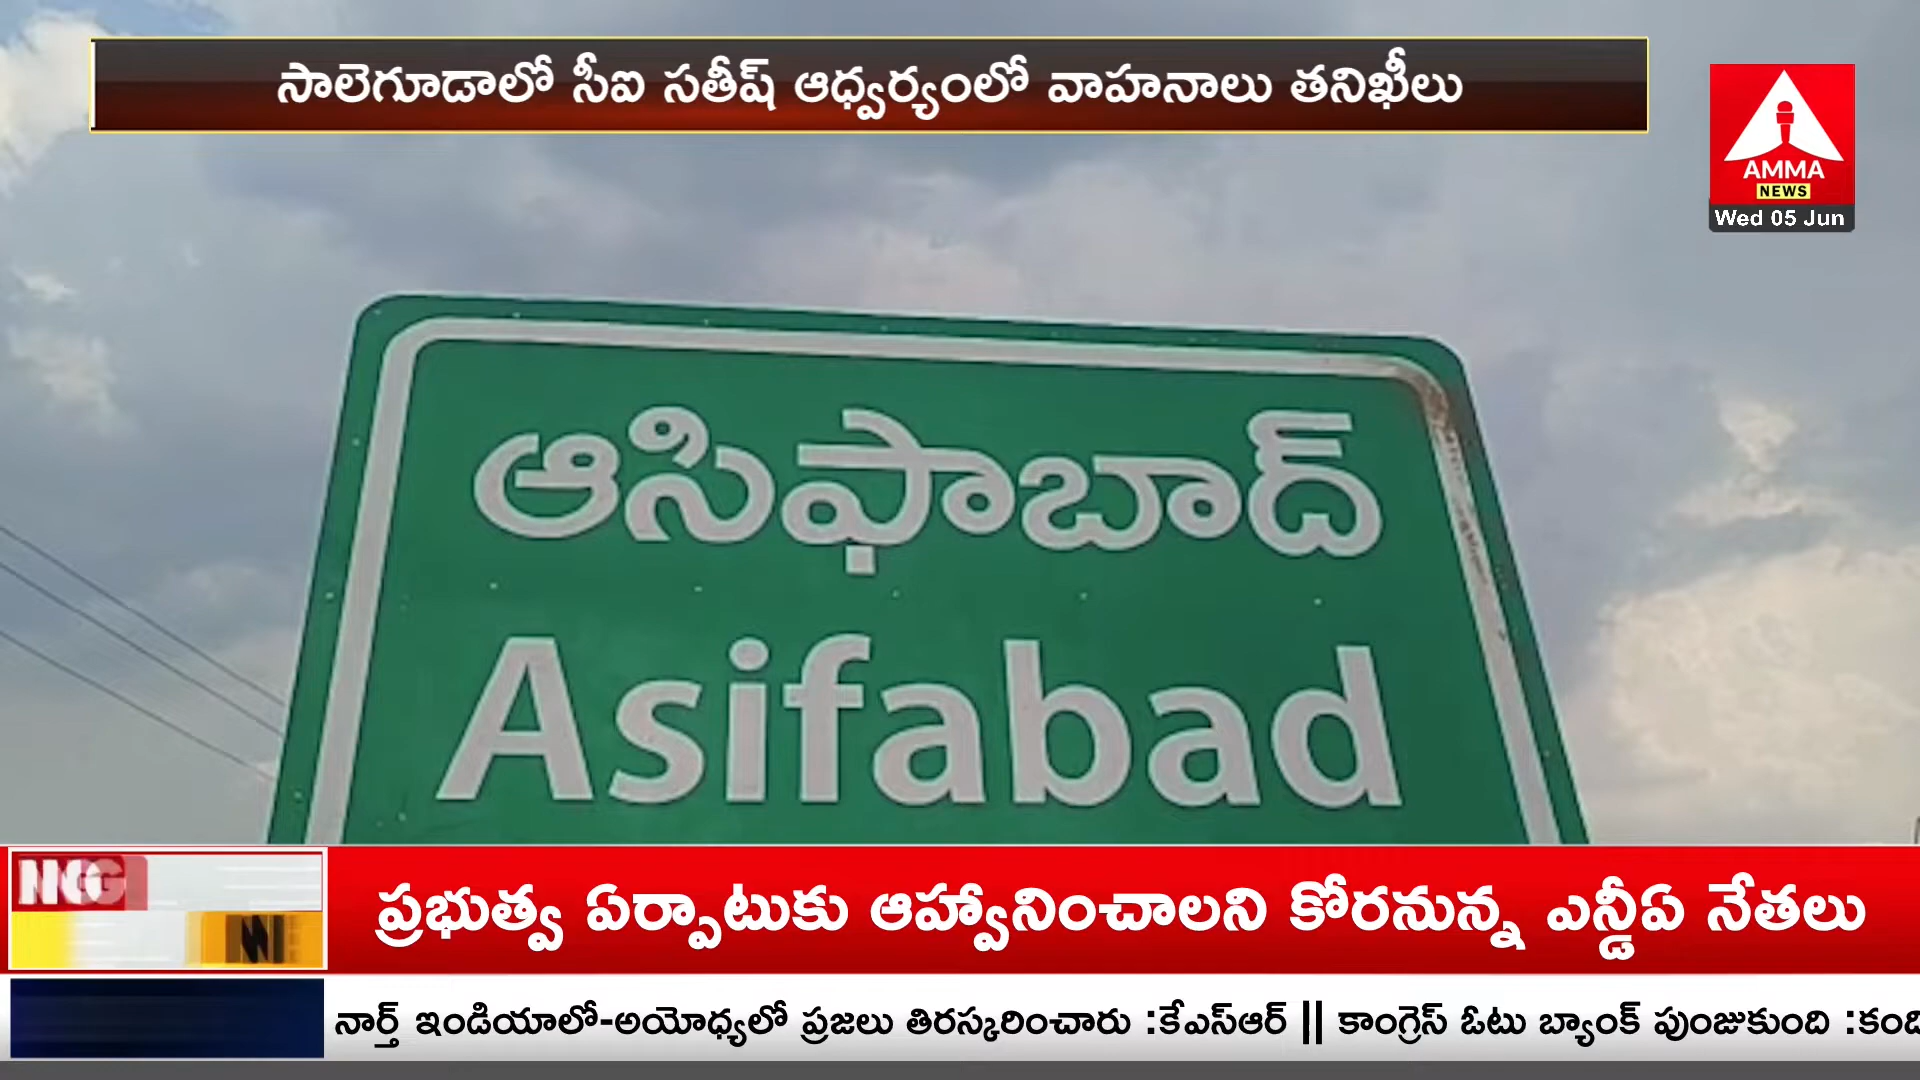 సాలెగూడాలో సీఐ సతీష్ ఆధ్వర్యంలో వాహనాలు తనిఖీలు
AMMA
NEWS
Wed 05 Jun
ఆసిఫాబాద్
Asifabad
ప్రభుత్వ ఏర్పాటుకు ఆహ్వానించాలని కోరనున్న ఎన్డీఏ నేతలు
నార్త్ ఇండియాలో-అయోధ్యలో ప్రజలు తిరస్కరించారు :కేఎస్ఆర్ || కాంగ్రెస్ ఓటు బ్యాంక్ పుంజుకుంది :కంది